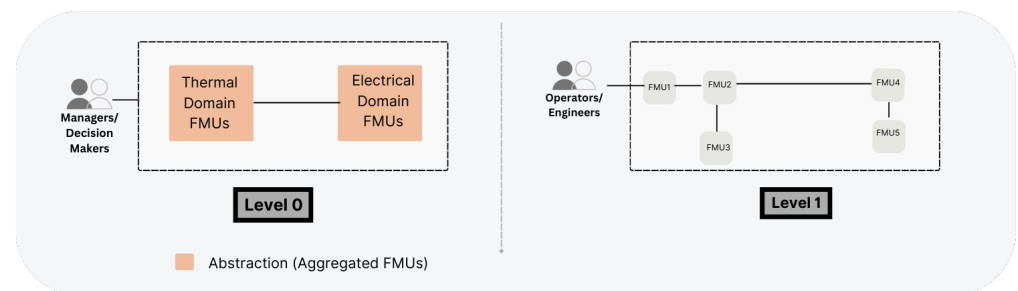 Managers/
Decision
Makers
Thermal
Domain
FMUs
Electrical
Domain
FMUs
Level 0
Abstraction (Aggregated FMUs)
Operators/
Engineers
FMU1
FMU2
FMU3
FMU4
FMU5
Level 1